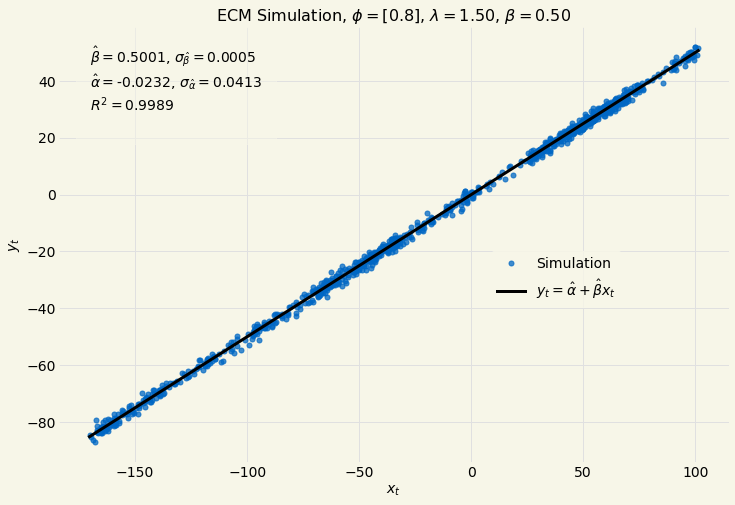 ECM Simulation, ϕ = [0.8], λ = 1.50, β = 0.50
β̂ = 0.5001, σ_β̂ = 0.0005
α̂ = -0.0232, σ_α̂ = 0.0413
R² = 0.9989
40
20
0
−20
−40
−60
−80
y_t
Simulation
y_t = α̂ + β̂x_t
−150
−100
−50
0
50
100
x_t